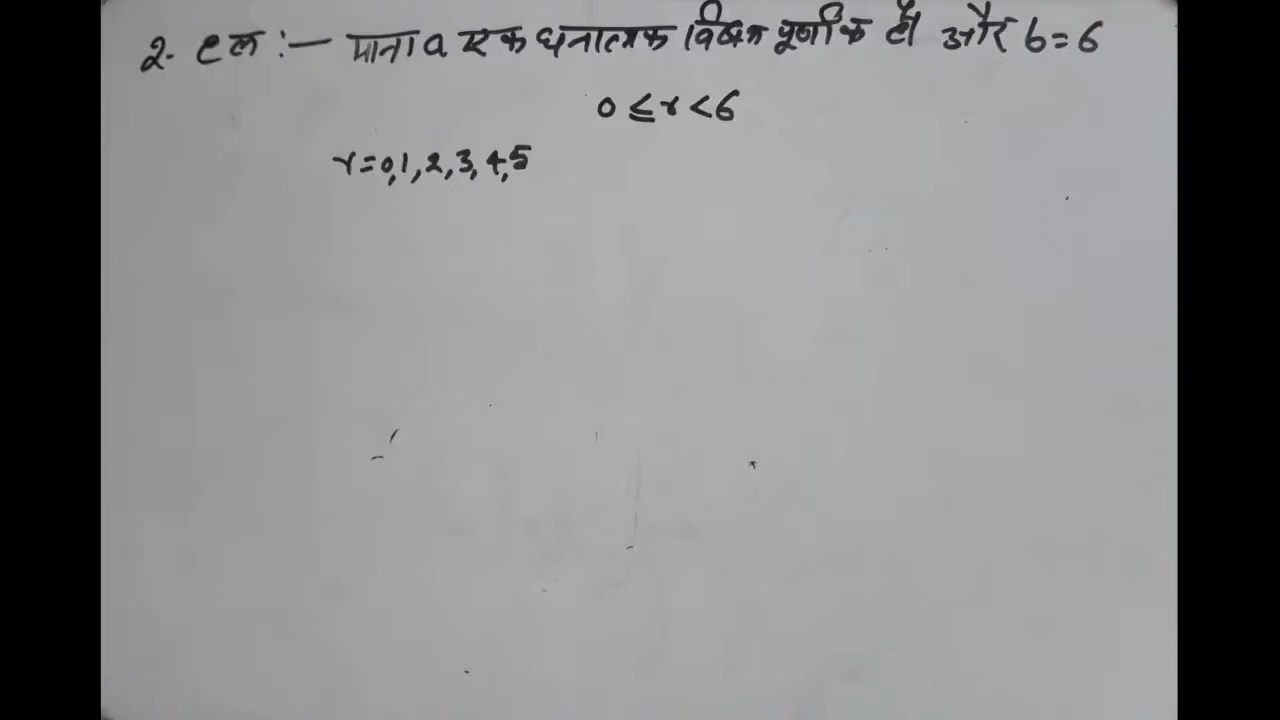 2. हल :— माना a एक धनात्मक विषम पूर्णांक है और b = 6
0 ≤ r < 6
r = 0, 1, 2, 3, 4, 5